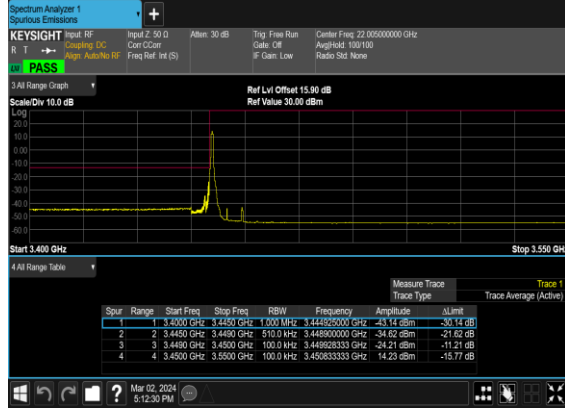 Spectrum Analyzer 1
Spurious Emissions
+
KEYSIGHT Input: RF Input Z: 50 Ω Atten: 30 dB Trig: Free Run Center Freq: 22.005000000 GHz
R T Coupling: DC Corr CCorr Gate: Off Avg|Hold: 100/100
Align: Auto/No RF Freq Ref: Int (S) IF Gain: Low Radio Std: None
PASS
3 All Range Graph
Ref Lvl Offset 15.90 dB
Scale/Div 10.0 dB Ref Value 30.00 dBm
Log
20.0
10.0
0.00
-10.0
-20.0
-30.0
-40.0
-50.0
-60.0
Start 3.400 GHz Stop 3.550 GH
4 All Range Table
Measure Trace Trace 1
Trace Type Trace Average (Active)
Spur Range Start Freq Stop Freq RBW Frequency Amplitude ΔLimit
1 1 3.4000 GHz 3.4450 GHz 1.000 MHz 3.444925000 GHz -43.14 dBm -30.14 dB
2 2 3.4450 GHz 3.4490 GHz 510.0 kHz 3.448900000 GHz -34.62 dBm -21.62 dB
3 3 3.4490 GHz 3.4500 GHz 100.0 kHz 3.449928333 GHz -24.21 dBm -11.21 dB
4 4 3.4500 GHz 3.5500 GHz 100.0 kHz 3.450833333 GHz 14.23 dBm -15.77 dB
? Mar 02, 2024
5:12:30 PM